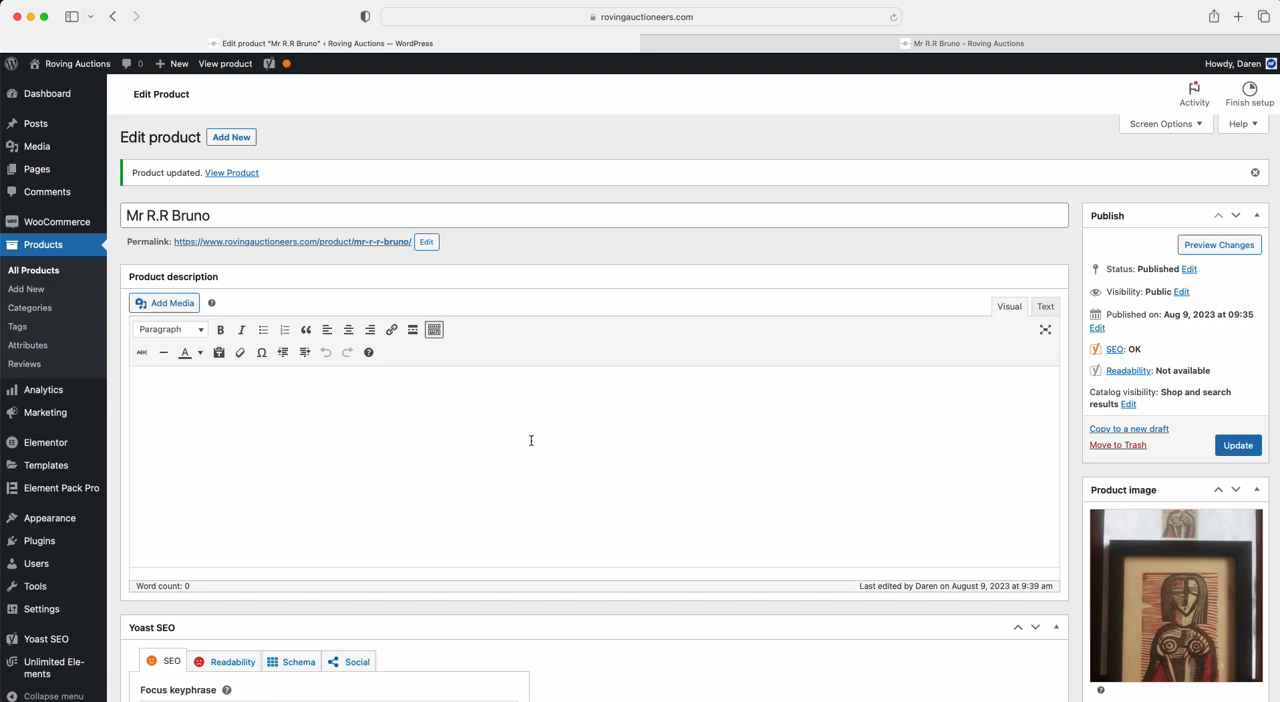 rovingauctioneers.com
Edit product "Mr R.R Bruno" ‹ Roving Auctions — WordPress
Mr R.R Bruno - Roving Auctions
Roving Auctions 0 New View product Howdy, Daren
Dashboard
Posts
Media
Pages
Comments
WooCommerce
Products
All Products
Add New
Categories
Tags
Attributes
Reviews
Analytics
Marketing
Elementor
Templates
Element Pack Pro
Appearance
Plugins
Users
Tools
Settings
Yoast SEO
Unlimited Ele-
ments
Collapse menu
Edit Product
Activity
Finish setup
Screen Options ▼
Help ▼
Edit product Add New
Product updated. View Product
Mr R.R Bruno
Permalink: https://www.rovingauctioneers.com/product/mr-r-r-bruno/ Edit
Product description
Add Media
Visual Text
Paragraph
ABC
Word count: 0
Last edited by Daren on August 9, 2023 at 9:39 am
Yoast SEO
SEO Readability Schema Social
Focus keyphrase
Publish
Preview Changes
Status: Published Edit
Visibility: Public Edit
Published on: Aug 9, 2023 at 09:35
Edit
SEO: OK
Readability: Not available
Catalog visibility: Shop and search
results Edit
Copy to a new draft
Move to Trash
Update
Product image